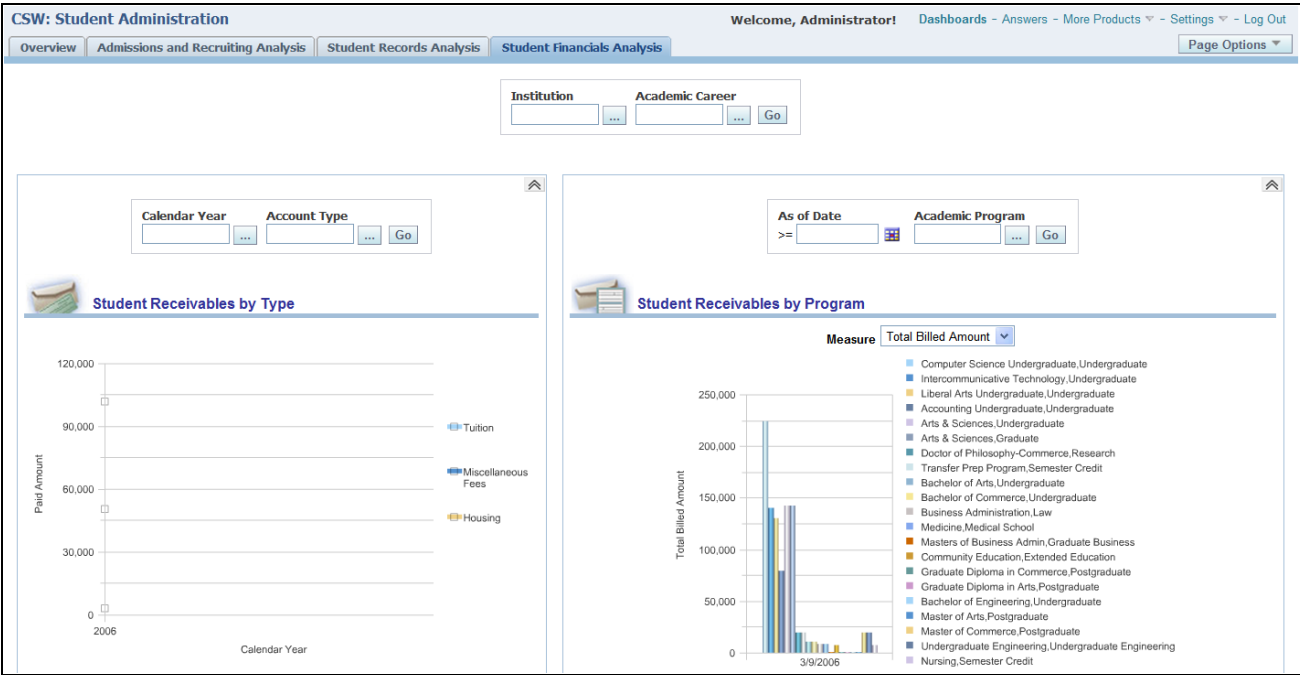 CSW: Student Administration
Welcome, Administrator! Dashboards - Answers - More Products - Settings - Log Out
Overview Admissions and Recruiting Analysis Student Records Analysis Student Financials Analysis
Page Options
Institution Academic Career
... ... Go
Calendar Year Account Type
... ... Go
Student Receivables by Type
120,000
90,000
60,000
30,000
0
Paid Amount
2006
Calendar Year
Tuition
Miscellaneous
Fees
Housing
As of Date Academic Program
>= ... Go
Student Receivables by Program
Measure Total Billed Amount
250,000
200,000
150,000
100,000
50,000
0
Total Billed Amount
3/9/2006
Computer Science Undergraduate,Undergraduate
Intercommunicative Technology,Undergraduate
Liberal Arts Undergraduate,Undergraduate
Accounting Undergraduate,Undergraduate
Arts & Sciences,Undergraduate
Arts & Sciences,Graduate
Doctor of Philosophy-Commerce,Research
Transfer Prep Program,Semester Credit
Bachelor of Arts,Undergraduate
Bachelor of Commerce,Undergraduate
Business Administration,Law
Medicine,Medical School
Masters of Business Admin,Graduate Business
Community Education,Extended Education
Graduate Diploma in Commerce,Postgraduate
Graduate Diploma in Arts,Postgraduate
Bachelor of Engineering,Undergraduate
Master of Arts,Postgraduate
Master of Commerce,Postgraduate
Undergraduate Engineering,Undergraduate Engineering
Nursing,Semester Credit